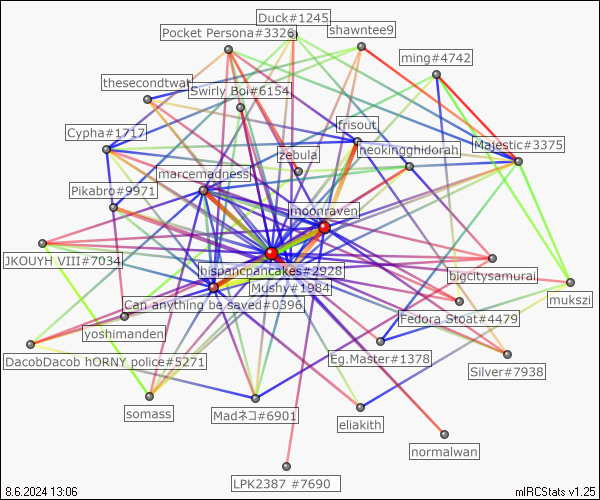 Duck#1245
Pocket Persona#3326
shawntee9
ming#4742
thesecondtwat
Swirly Boi#6154
frisout
Cypha#1717
Majestic#3375
zebula
neokingghidorah
marcemadness
Pikabro#9971
moonraven
JKOUYH VIII#7034
hispanicpancakes#2928
bigcitysamurai
Mushy#1984
mukszi
Can anything be saved#0396
Fedora Stoat#4479
yoshimanden
DacobDacob hORNY police#5271
Eg.Master#1378
Silver#7938
somass
Madネコ#6901
eliakith
normalwan
LPK2387 #7690
8.6.2024 13:06
mIRCStats v1.25